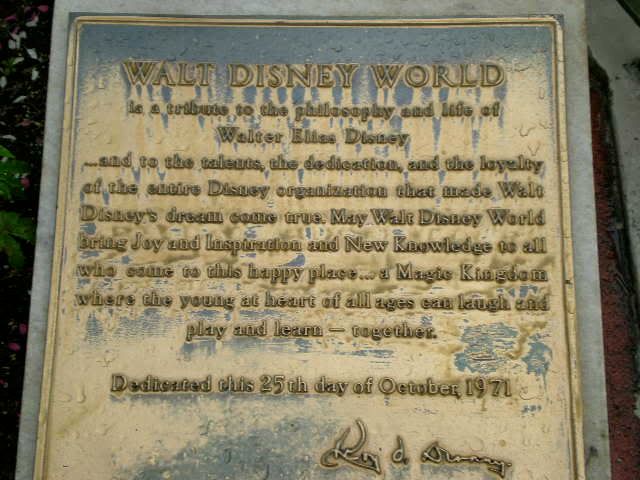 WALT DISNEY WORLD
is a tribute to the philosophy and life of
Walter Elias Disney
...and to the talents, the dedication, and the loyalty
of the entire Disney organization that made Walt
Disney's dream come true. May Walt Disney World
bring Joy and Inspiration and New Knowledge to all
who come to this happy place... a Magic Kingdom
where the young at heart of all ages can laugh and
play and learn — together.
Dedicated this 25th day of October, 1971
Roy O. Disney